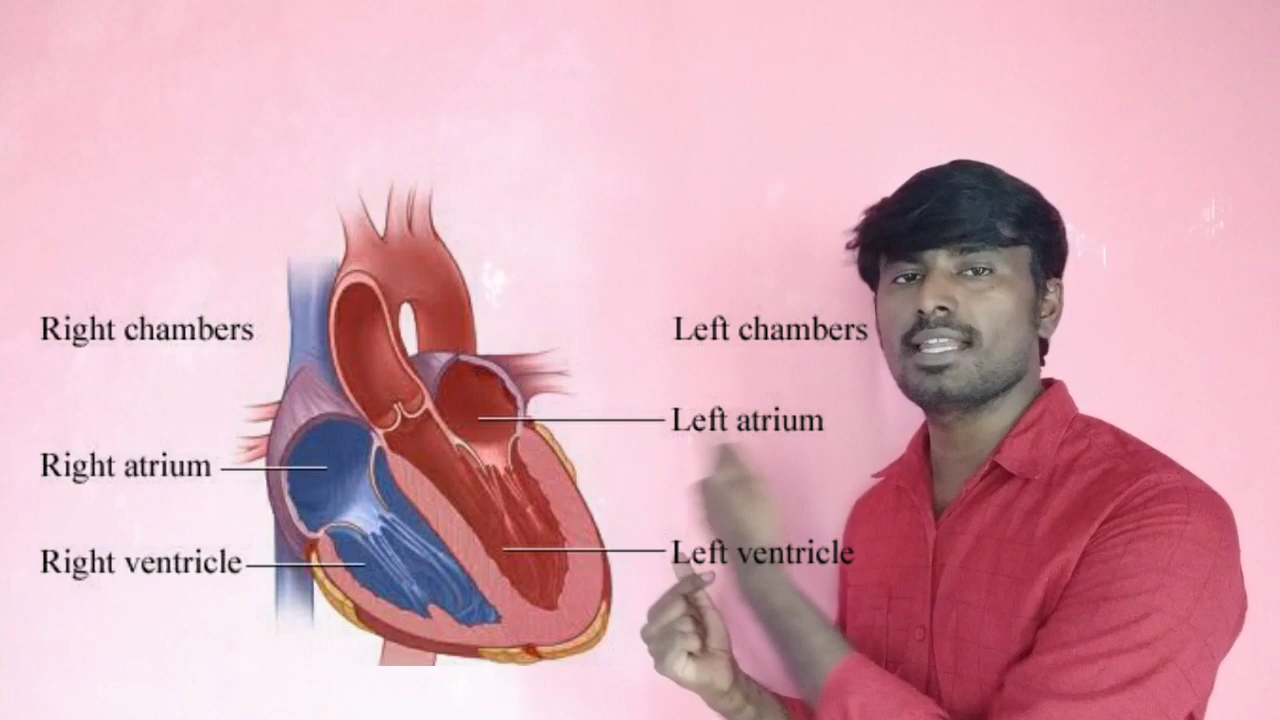 Right chambers
Left chambers
Left atrium
Right atrium
Left ventricle
Right ventricle